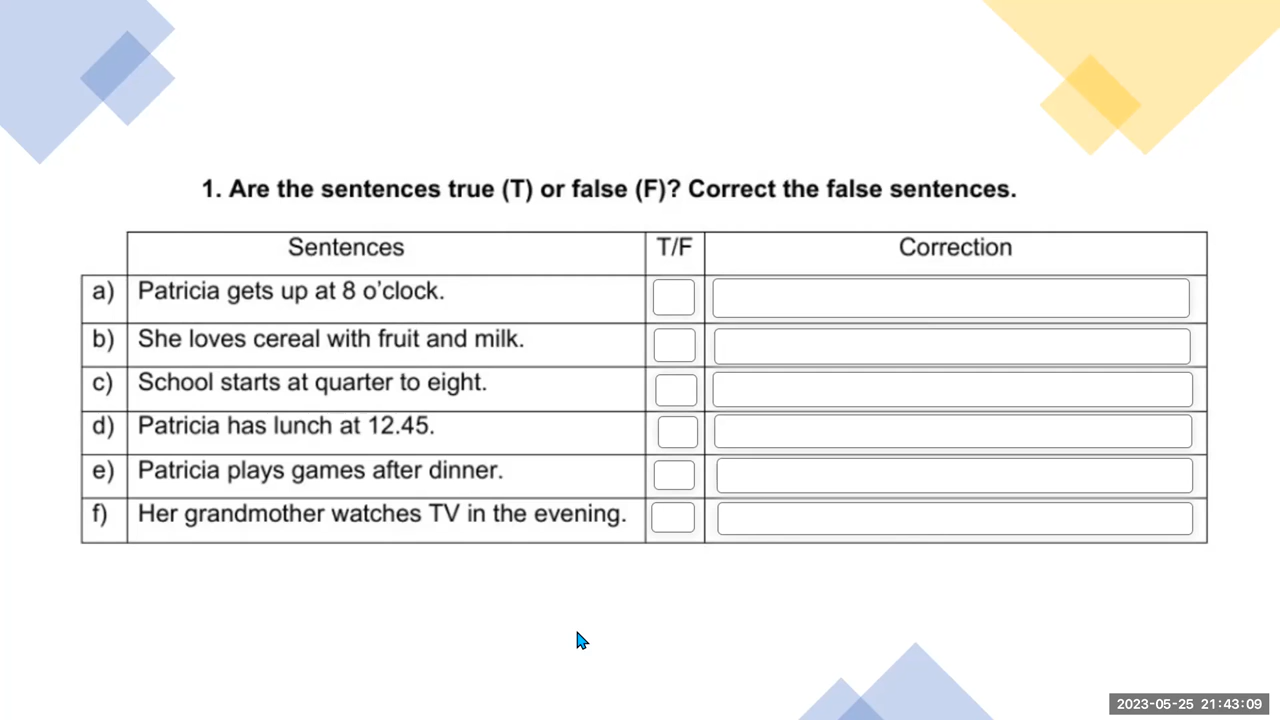 1. Are the sentences true (T) or false (F)? Correct the false sentences.
Sentences T/F Correction
a) Patricia gets up at 8 o’clock.
b) She loves cereal with fruit and milk.
c) School starts at quarter to eight.
d) Patricia has lunch at 12.45.
e) Patricia plays games after dinner.
f) Her grandmother watches TV in the evening.
2023-05-25 21:43:09